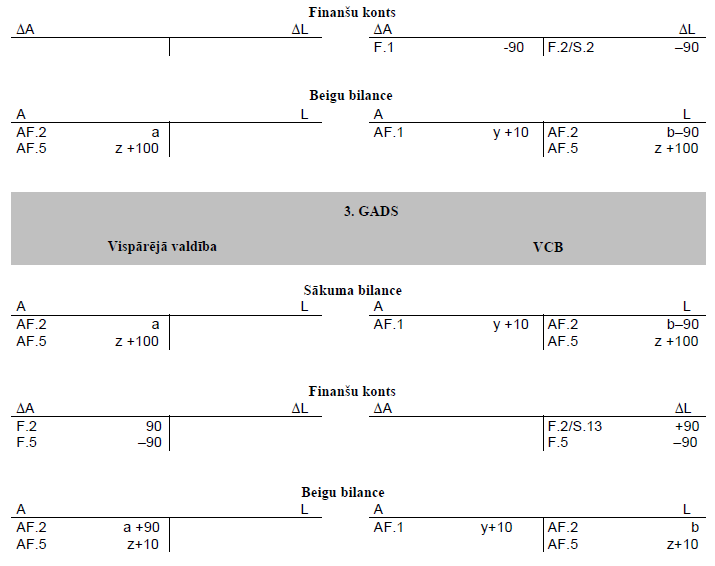 Finanšu konts
ΔA ΔL ΔA ΔL
F.1 -90 F.2/S.2 –90
Beigu bilance
A L A L
AF.2 a AF.1 y +10 AF.2 b–90
AF.5 z +100 AF.5 z +100
3. GADS
Vispārējā valdība VCB
Sākuma bilance
A L A L
AF.2 a AF.1 y +10 AF.2 b–90
AF.5 z +100 AF.5 z +100
Finanšu konts
ΔA ΔL ΔA ΔL
F.2 90 F.2/S.13 +90
F.5 –90 F.5 –90
Beigu bilance
A L A L
AF.2 a +90 AF.1 y+10 AF.2 b
AF.5 z+10 AF.5 z+10